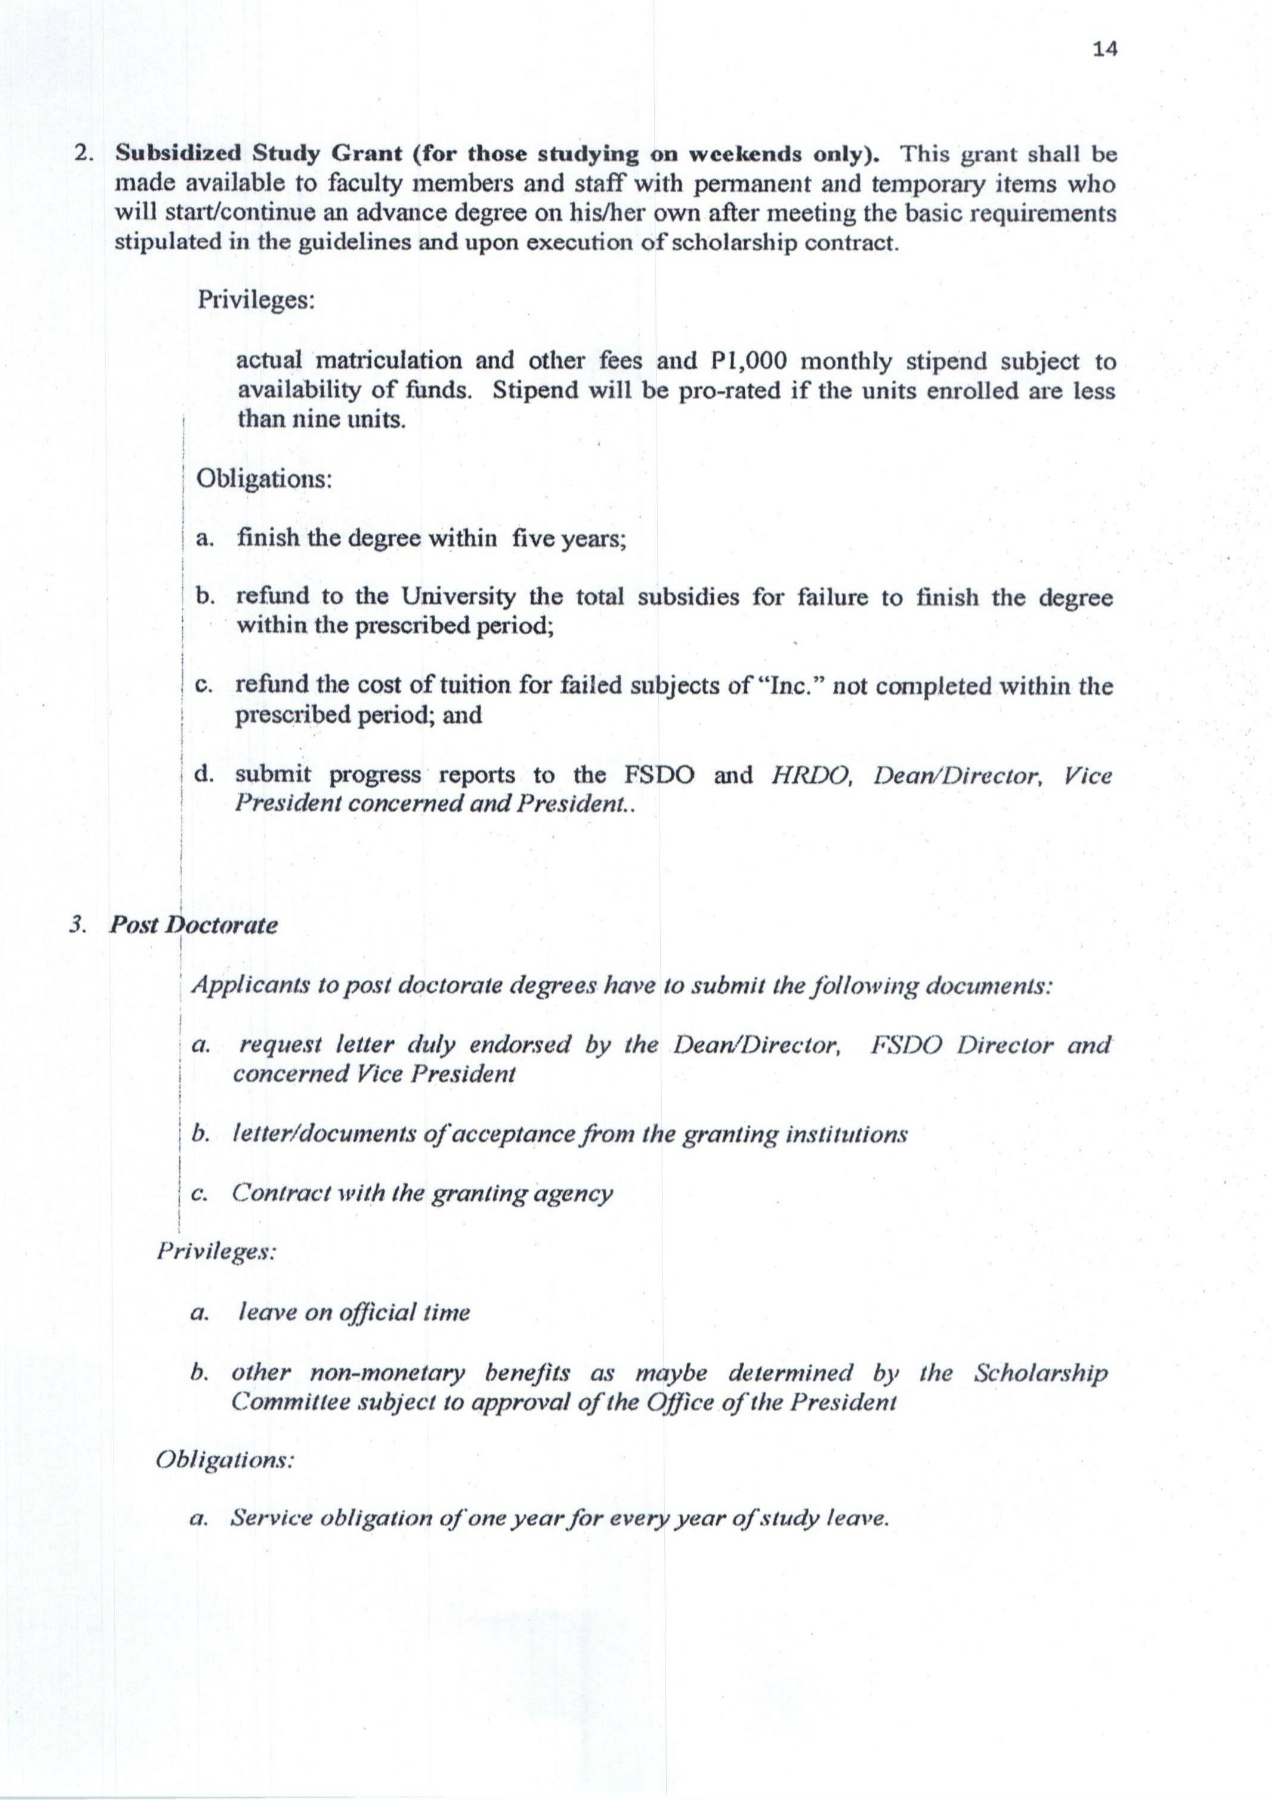 14
2. Subsidized Study Grant (for those studying on weekends only). This grant shall be
made available to faculty members and staff with permanent and temporary items who
will start/continue an advance degree on his/her own after meeting the basic requirements
stipulated in the guidelines and upon execution of scholarship contract.
Privileges:
actual matriculation and other fees and P1,000 monthly stipend subject to
availability of funds. Stipend will be pro-rated if the units enrolled are less
than nine units.
Obligations:
a. finish the degree within five years;
b. refund to the University the total subsidies for failure to finish the degree
within the prescribed period;
c. refund the cost of tuition for failed subjects of “Inc.” not completed within the
prescribed period; and
d. submit progress reports to the FSDO and HRDO, Dean/Director, Vice
President concerned and President..
3. Post Doctorate
Applicants to post doctorate degrees have to submit the following documents:
a. request letter duly endorsed by the Dean/Director, FSDO Director and
concerned Vice President
b. letter/documents of acceptance from the granting institutions
c. Contract with the granting agency
Privileges:
a. leave on official time
b. other non-monetary benefits as maybe determined by the Scholarship
Committee subject to approval of the Office of the President
Obligations:
a. Service obligation of one year for every year of study leave.